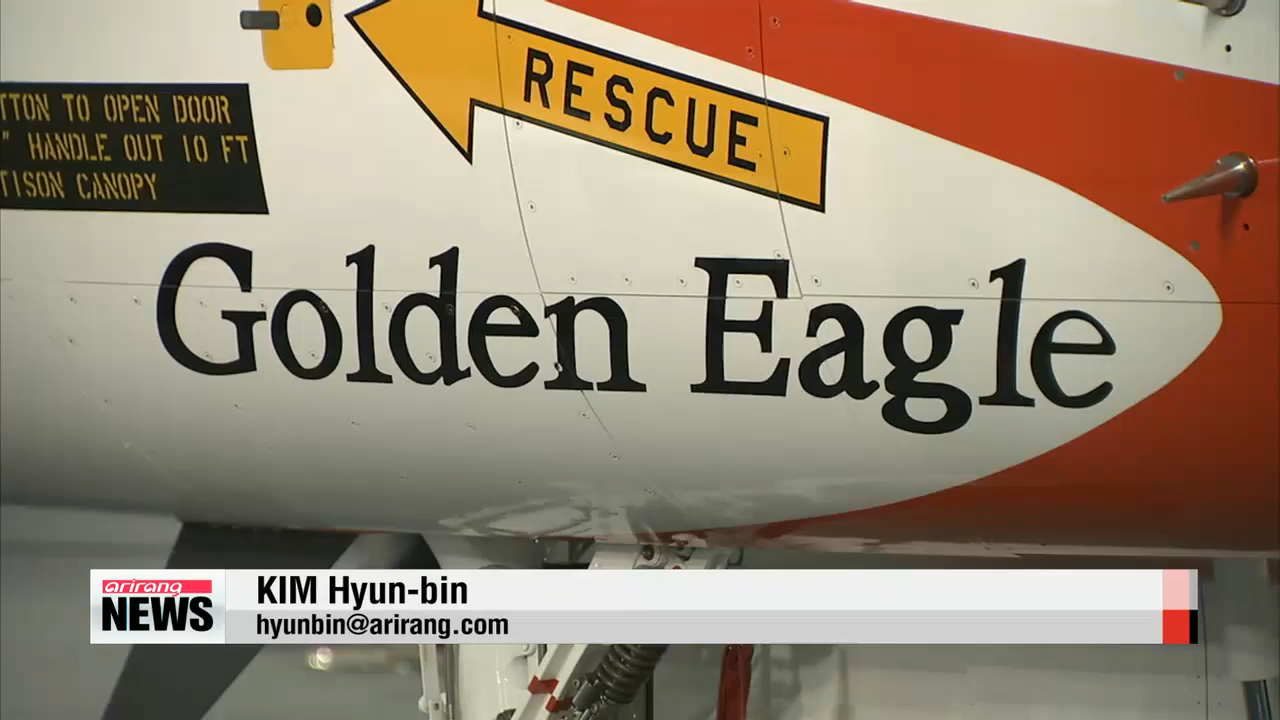 RESCUE
TTON TO OPEN DOOR
" HANDLE OUT 10 FT
TISON CANOPY
Golden Eagle
arirang
NEWS
KIM Hyun-bin
hyunbin@arirang.com